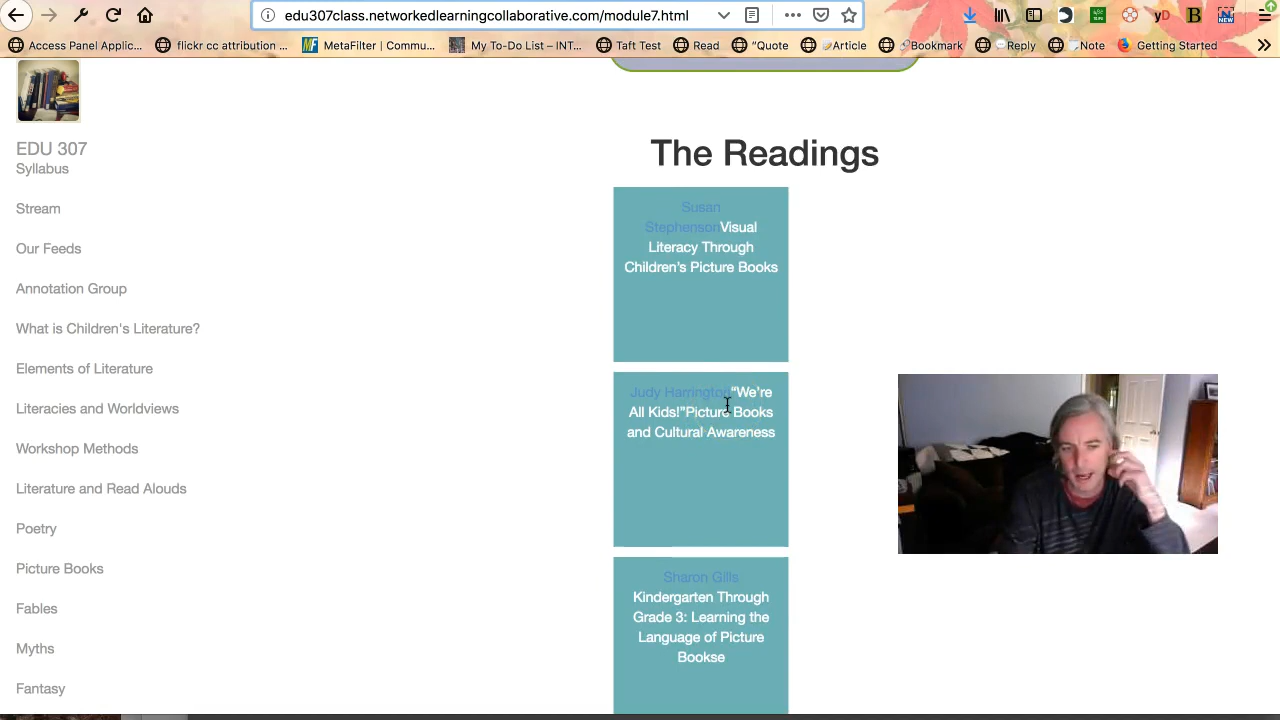 edu307class.networkedlearningcollaborative.com/module7.html
Access Panel Applic... flickr cc attribution ... MetaFilter | Commu... My To-Do List – INT... Taft Test Read "Quote Article Bookmark Reply Note Getting Started
EDU 307
Syllabus
Stream
Our Feeds
Annotation Group
What is Children's Literature?
Elements of Literature
Literacies and Worldviews
Workshop Methods
Literature and Read Alouds
Poetry
Picture Books
Fables
Myths
Fantasy
The Readings
Susan
StephensonVisual
Literacy Through
Children's Picture Books
Judy Harrington“We’re
All Kids!”Picture Books
and Cultural Awareness
Sharon Gills
Kindergarten Through
Grade 3: Learning the
Language of Picture
Bookse
yD
B
NEW